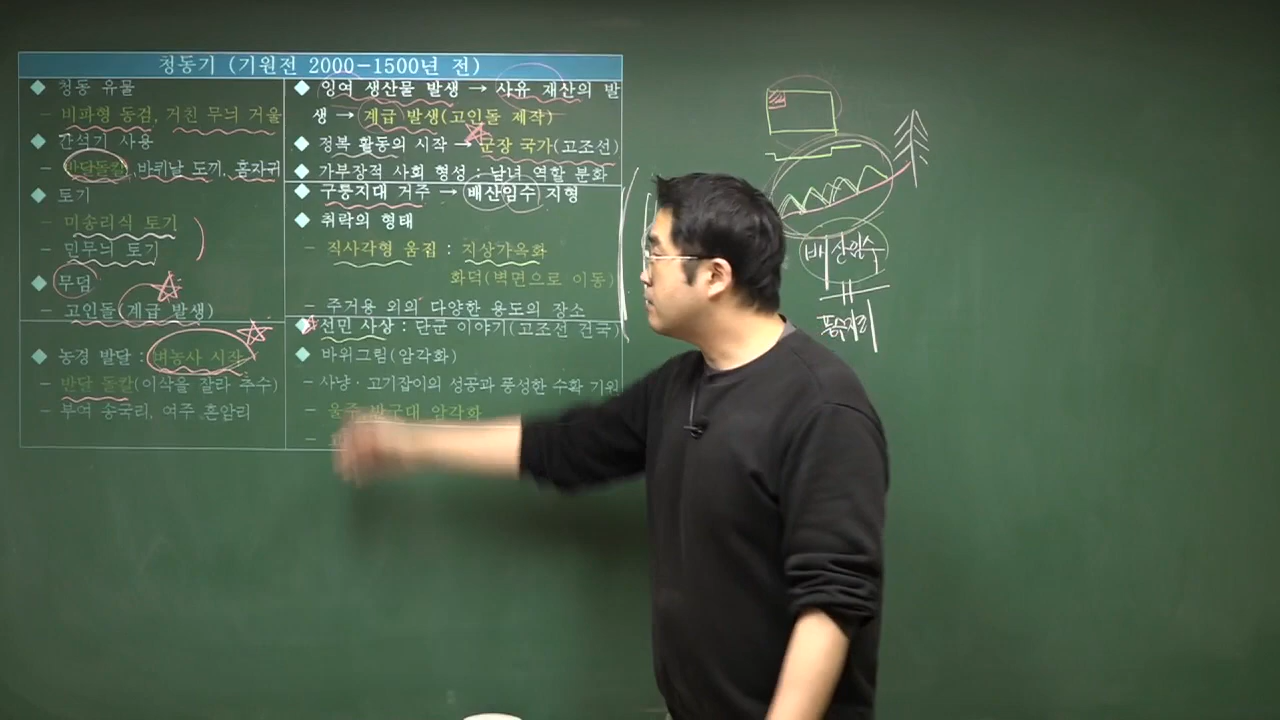 청동기 (기원전 2000-1500년 전)
◆ 청동 유물
- 비파형 동검, 거친 무늬 거울
◆ 간석기 사용
- 반달돌칼,바퀴날 도끼, 홈자귀
◆ 토기
- 미송리식 토기
- 민무늬 토기
◆ 무덤
- 고인돌(계급 발생)
◆ 농경 발달 : 벼농사 시작
- 반달 돌칼(이삭을 잘라 추수)
- 부여 송국리, 여주 흔암리
◆ 잉여 생산물 발생 → 사유 재산의 발
생 → 계급 발생(고인돌 제작)
◆ 정복 활동의 시작 → 군장 국가(고조선)
◆ 가부장적 사회 형성 : 남녀 역할 분화
◆ 구릉지대 거주 → 배산임수 지형
◆ 취락의 형태
- 직사각형 움집 : 지상가옥화
화덕(벽면으로 이동)
- 주거용 외의 다양한 용도의 장소
◆ 선민 사상 : 단군 이야기(고조선 건국)
◆ 바위그림(암각화)
- 사냥·고기잡이의 성공과 풍성한 수확 기원
- 울주 반구대 암각화
-
배산임수
풍수지리